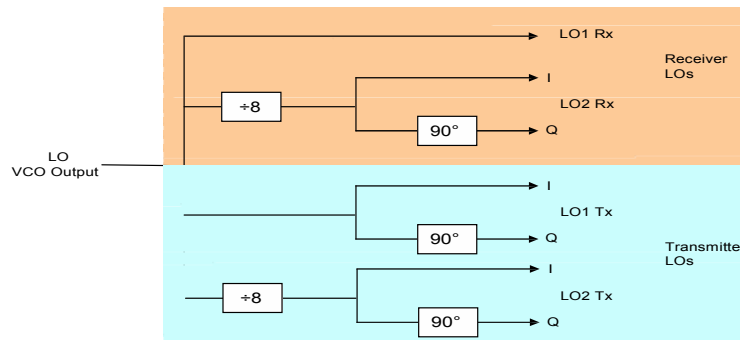 LO1 Rx
Receiver
LOs
I
LO2 Rx
÷8
90°
Q
LO
VCO Output
I
LO1 Tx
90°
Q
Transmitte
LOs
I
÷8
LO2 Tx
90°
Q